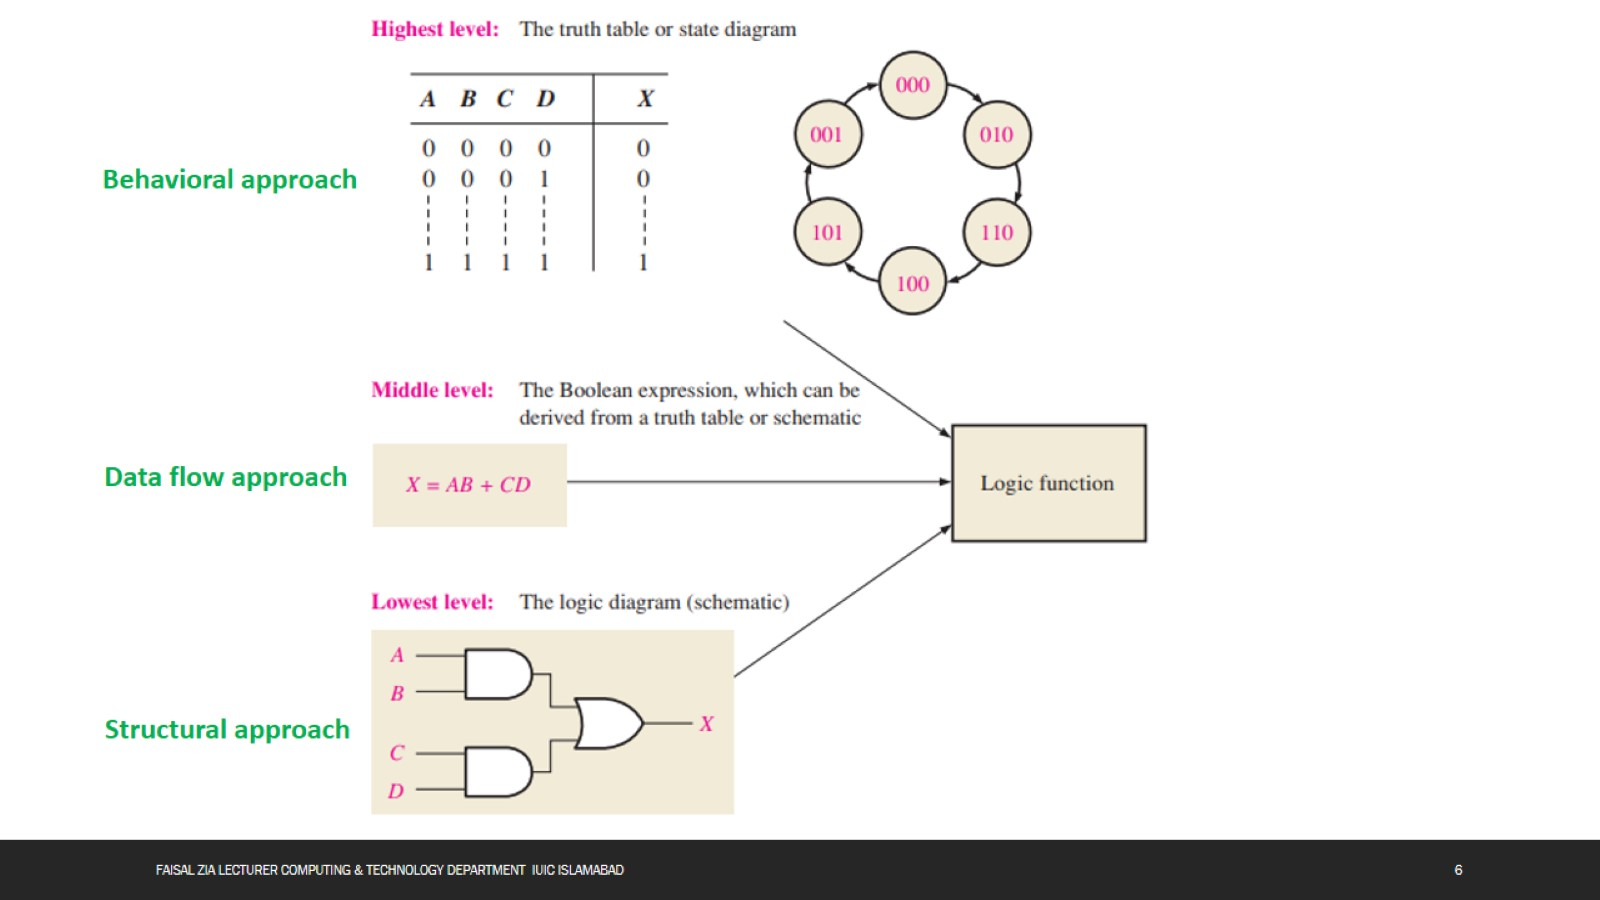 Highest level: The truth table or state diagram
A B C D X
0 0 0 0 0
0 0 0 1 0
1 1 1 1 1
000
001
010
101
110
100
Behavioral approach
Middle level: The Boolean expression, which can be
derived from a truth table or schematic
Data flow approach
X = AB + CD
Logic function
Lowest level: The logic diagram (schematic)
A
B
Structural approach
C
D
X
FAISAL ZIA LECTURER COMPUTING & TECHNOLOGY DEPARTMENT IUIC ISLAMABAD
6